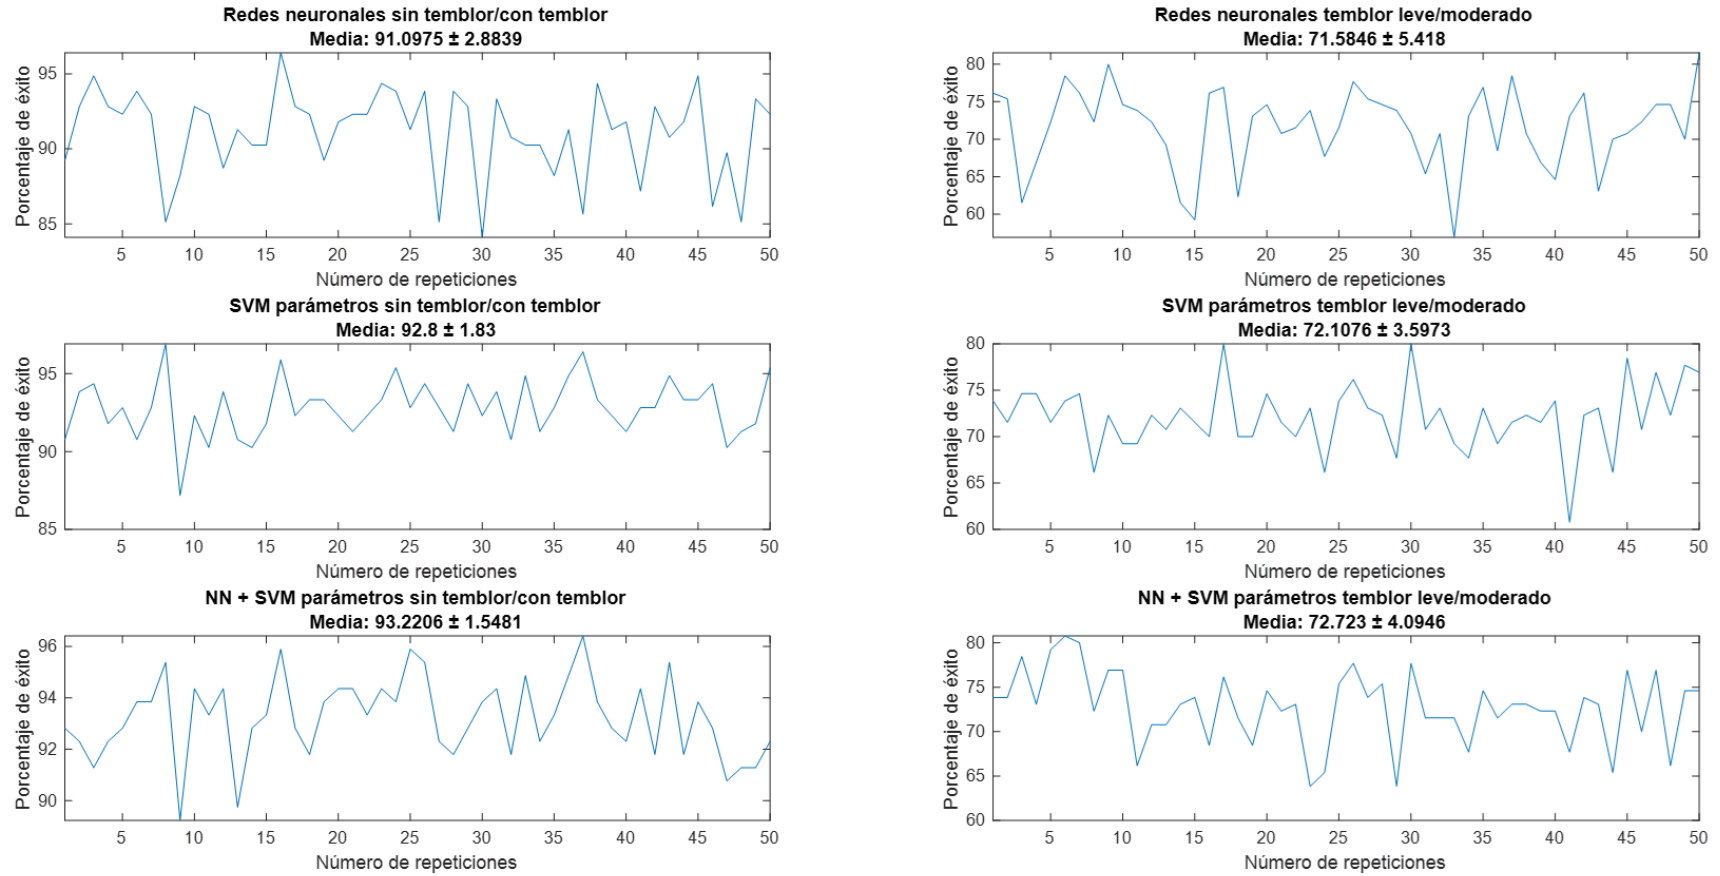 Redes neuronales sin temblor/con temblor
Media: 91.0975 ± 2.8839
Porcentaje de éxito
95
90
85
5 10 15 20 25 30 35 40 45 50
Número de repeticiones
Redes neuronales temblor leve/moderado
Media: 71.5846 ± 5.418
Porcentaje de éxito
80
75
70
65
60
5 10 15 20 25 30 35 40 45 50
Número de repeticiones
SVM parámetros sin temblor/con temblor
Media: 92.8 ± 1.83
Porcentaje de éxito
95
90
85
5 10 15 20 25 30 35 40 45 50
Número de repeticiones
SVM parámetros temblor leve/moderado
Media: 72.1076 ± 3.5973
Porcentaje de éxito
80
75
70
65
60
5 10 15 20 25 30 35 40 45 50
Número de repeticiones
NN + SVM parámetros sin temblor/con temblor
Media: 93.2206 ± 1.5481
Porcentaje de éxito
96
94
92
90
5 10 15 20 25 30 35 40 45 50
Número de repeticiones
NN + SVM parámetros temblor leve/moderado
Media: 72.723 ± 4.0946
Porcentaje de éxito
80
75
70
65
60
5 10 15 20 25 30 35 40 45 50
Número de repeticiones